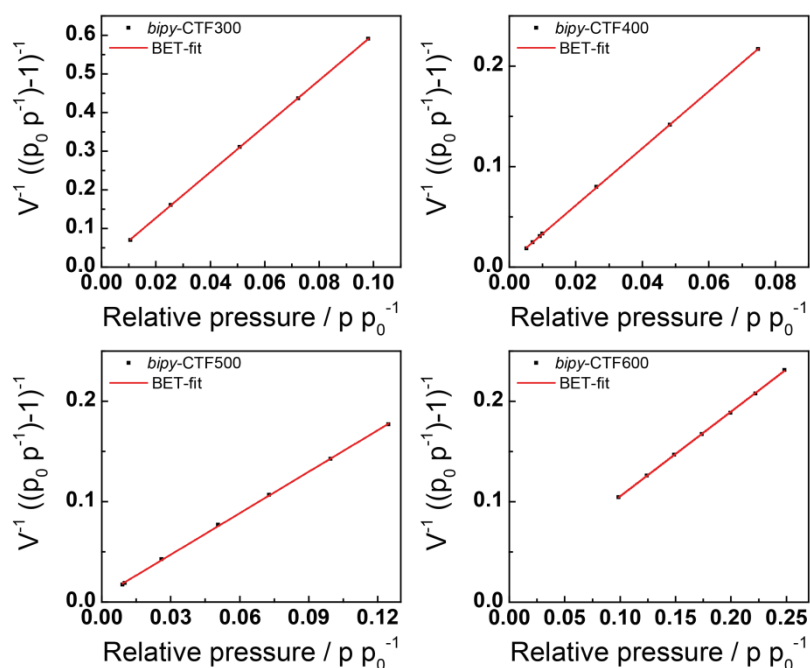 bipy-CTF300
BET-fit
V⁻¹ ((p₀ p⁻¹)-1)⁻¹
0.6
0.5
0.4
0.3
0.2
0.1
0.0
0.00 0.02 0.04 0.06 0.08 0.10
Relative pressure / p p₀⁻¹
bipy-CTF400
BET-fit
V⁻¹ ((p₀ p⁻¹)-1)⁻¹
0.2
0.1
0.0
0.00 0.02 0.04 0.06 0.08
Relative pressure / p p₀⁻¹
bipy-CTF500
BET-fit
V⁻¹ ((p₀ p⁻¹)-1)⁻¹
0.2
0.1
0.0
0.00 0.03 0.06 0.09 0.12
Relative pressure / p p₀⁻¹
bipy-CTF600
BET-fit
V⁻¹ ((p₀ p⁻¹)-1)⁻¹
0.2
0.1
0.0
0.00 0.05 0.10 0.15 0.20 0.25
Relative pressure / p p₀⁻¹